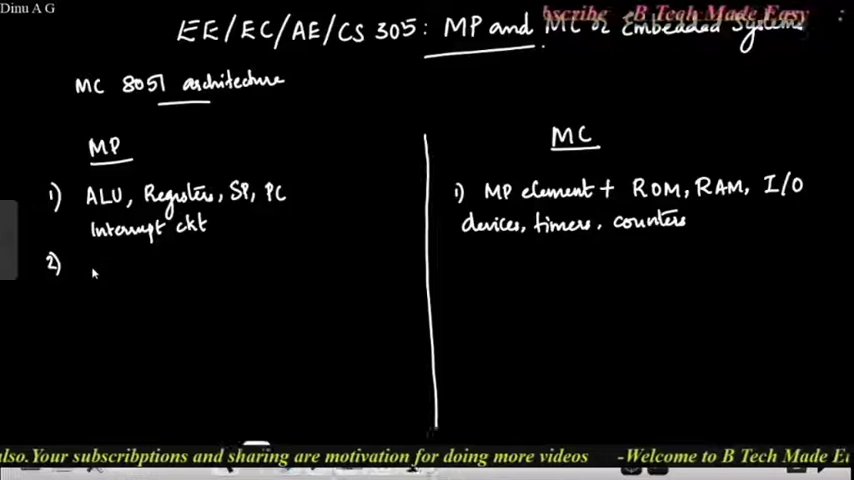 Dinu A G
bscribe B Tech Made Easy :
EE/EC/AE/CS 305: MP and MC & Embedded Systems
MC 8051 architecture
MP
1) ALU, Registers, SP, PC
Interrupt ckt
2)
MC
1) MP element + ROM, RAM, I/O
devices, timers, counters
also.Your subscribptions and sharing are motivation for doing more videos -Welcome to B Tech Made Ea